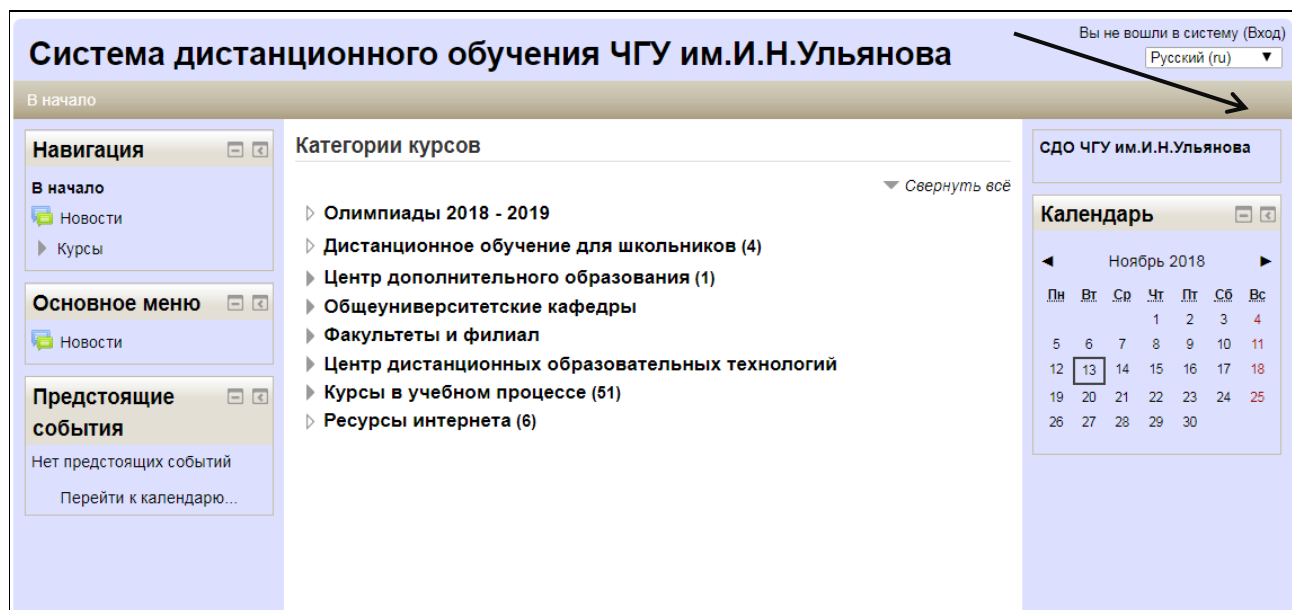 Вы не вошли в систему (Вход)
Система дистанционного обучения ЧГУ им.И.Н.Ульянова
Русский (ru)
В начало
Навигация
В начало
Новости
Курсы
Основное меню
Новости
Предстоящие
события
Нет предстоящих событий
Перейти к календарю...
Категории курсов
Свернуть всё
Олимпиады 2018 - 2019
Дистанционное обучение для школьников (4)
Центр дополнительного образования (1)
Общеуниверситетские кафедры
Факультеты и филиал
Центр дистанционных образовательных технологий
Курсы в учебном процессе (51)
Ресурсы интернета (6)
СДО ЧГУ им.И.Н.Ульянова
Календарь
Ноябрь 2018
Пн Вт Ср Чт Пт Сб Вс
1 2 3 4
5 6 7 8 9 10 11
12 13 14 15 16 17 18
19 20 21 22 23 24 25
26 27 28 29 30